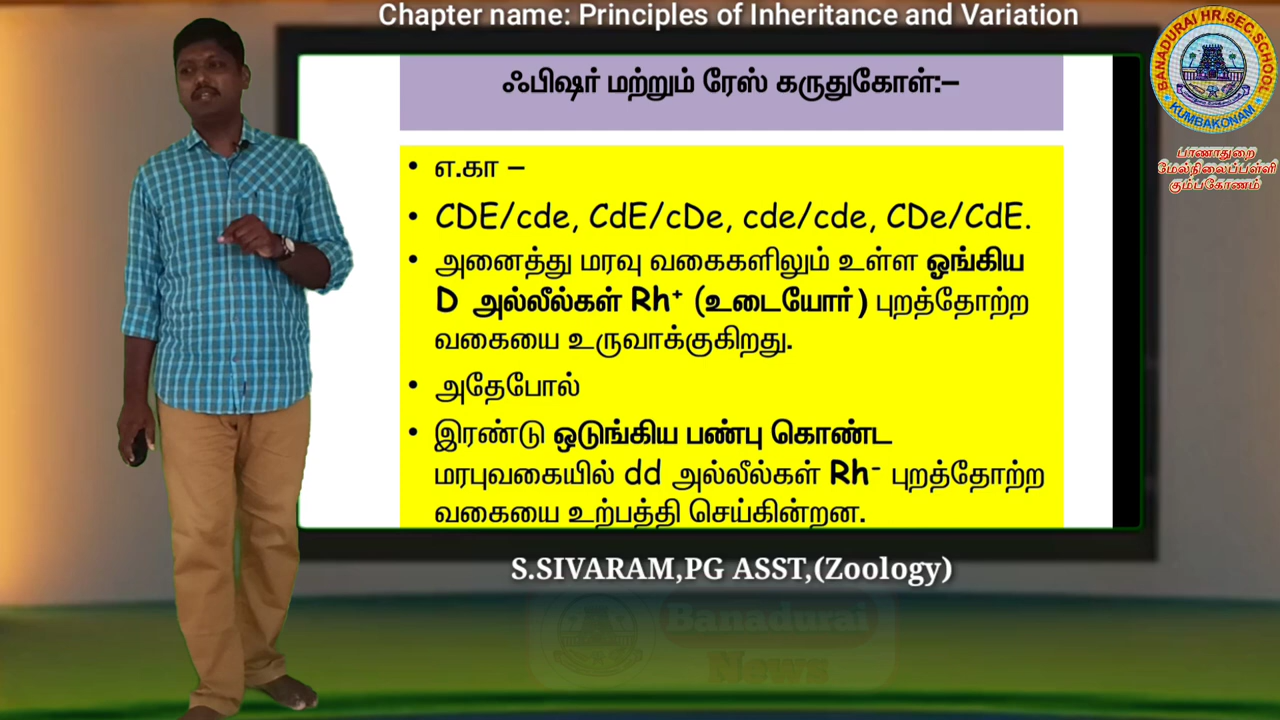 Chapter name: Principles of Inheritance and Variation
BANADURAI HR.SEC.SCHOOL
KUMBAKONAM
பாணாதுறை
மேல்நிலைப்பள்ளி
கும்பகோணம்
ஃபிஷர் மற்றும் ரேஸ் கருதுகோள்:–
• எ.கா –
• CDE/cde, CdE/cDe, cde/cde, CDe/CdE.
• அனைத்து மரவு வகைகளிலும் உள்ள ஓங்கிய
D அல்லீல்கள் Rh⁺ (உடையோர்) புறத்தோற்ற
வகையை உருவாக்குகிறது.
• அதேபோல்
• இரண்டு ஒடுங்கிய பண்பு கொண்ட
மரபுவகையில் dd அல்லீல்கள் Rh⁻ புறத்தோற்ற
வகையை உற்பத்தி செய்கின்றன.
S.SIVARAM,PG ASST,(Zoology)
Banadurai
News